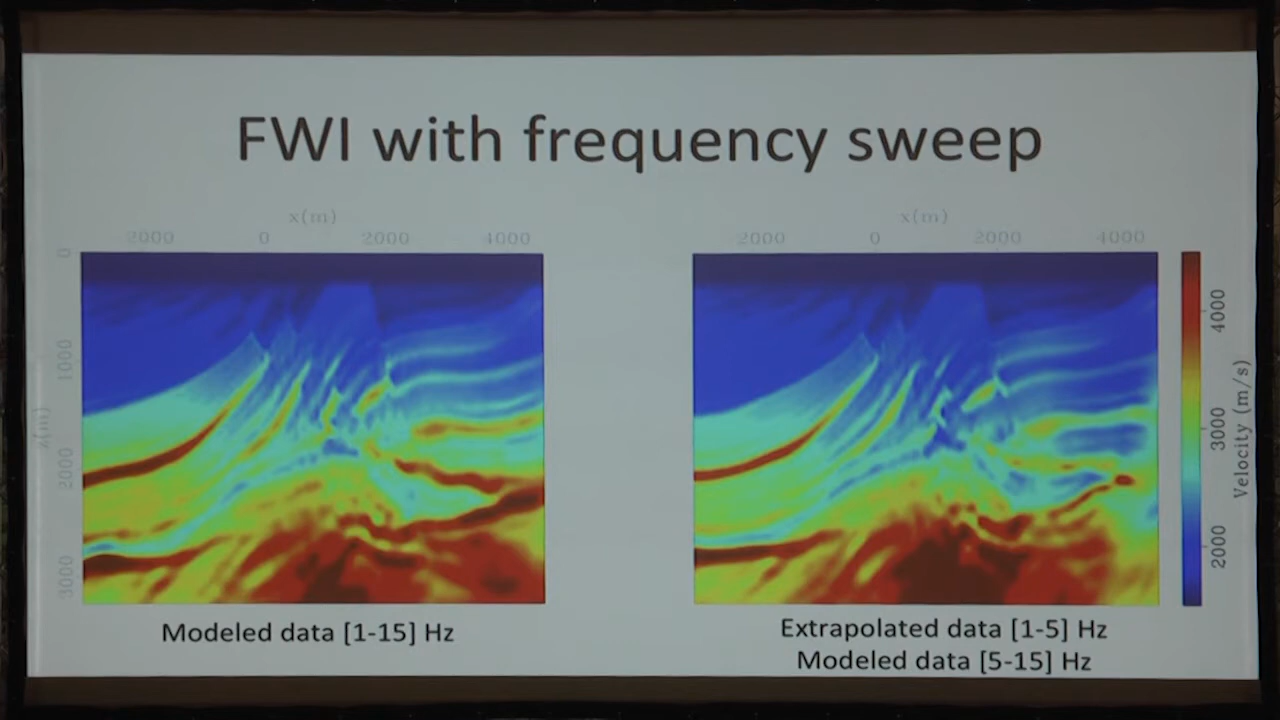 FWI with frequency sweep
x(m)
2000 0 2000 4000
0
1000
2000
3000
z(m)
x(m)
2000 0 2000 4000
4000
3000
2000
Velocity (m/s)
Modeled data [1-15] Hz
Extrapolated data [1-5] Hz
Modeled data [5-15] Hz